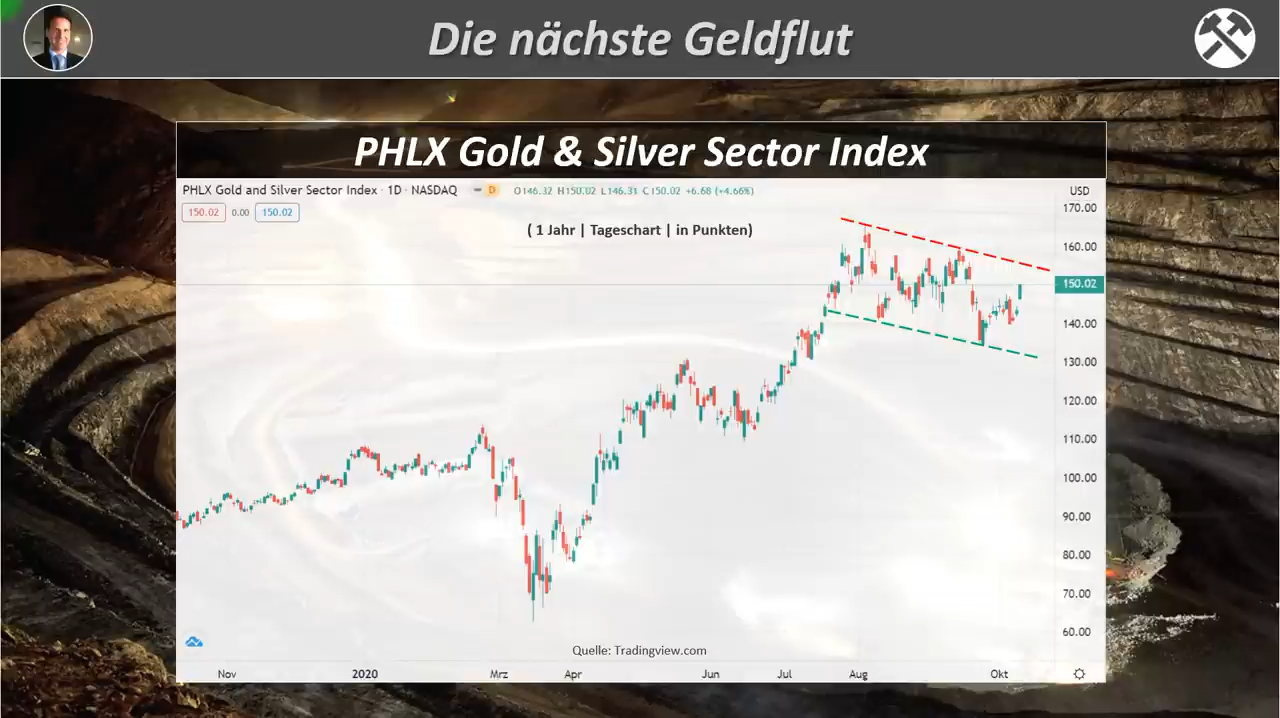 Die nächste Geldflut
PHLX Gold & Silver Sector Index
PHLX Gold and Silver Sector Index · 1D · NASDAQ D O146.32 H150.02 L146.31 C150.02 +6.68 (+4.66%) USD
150.02 0.00 150.02
( 1 Jahr | Tageschart | in Punkten)
170.00
160.00
150.02
140.00
130.00
120.00
110.00
100.00
90.00
80.00
70.00
60.00
Quelle: Tradingview.com
Nov 2020 Mrz Apr Jun Jul Aug Okt